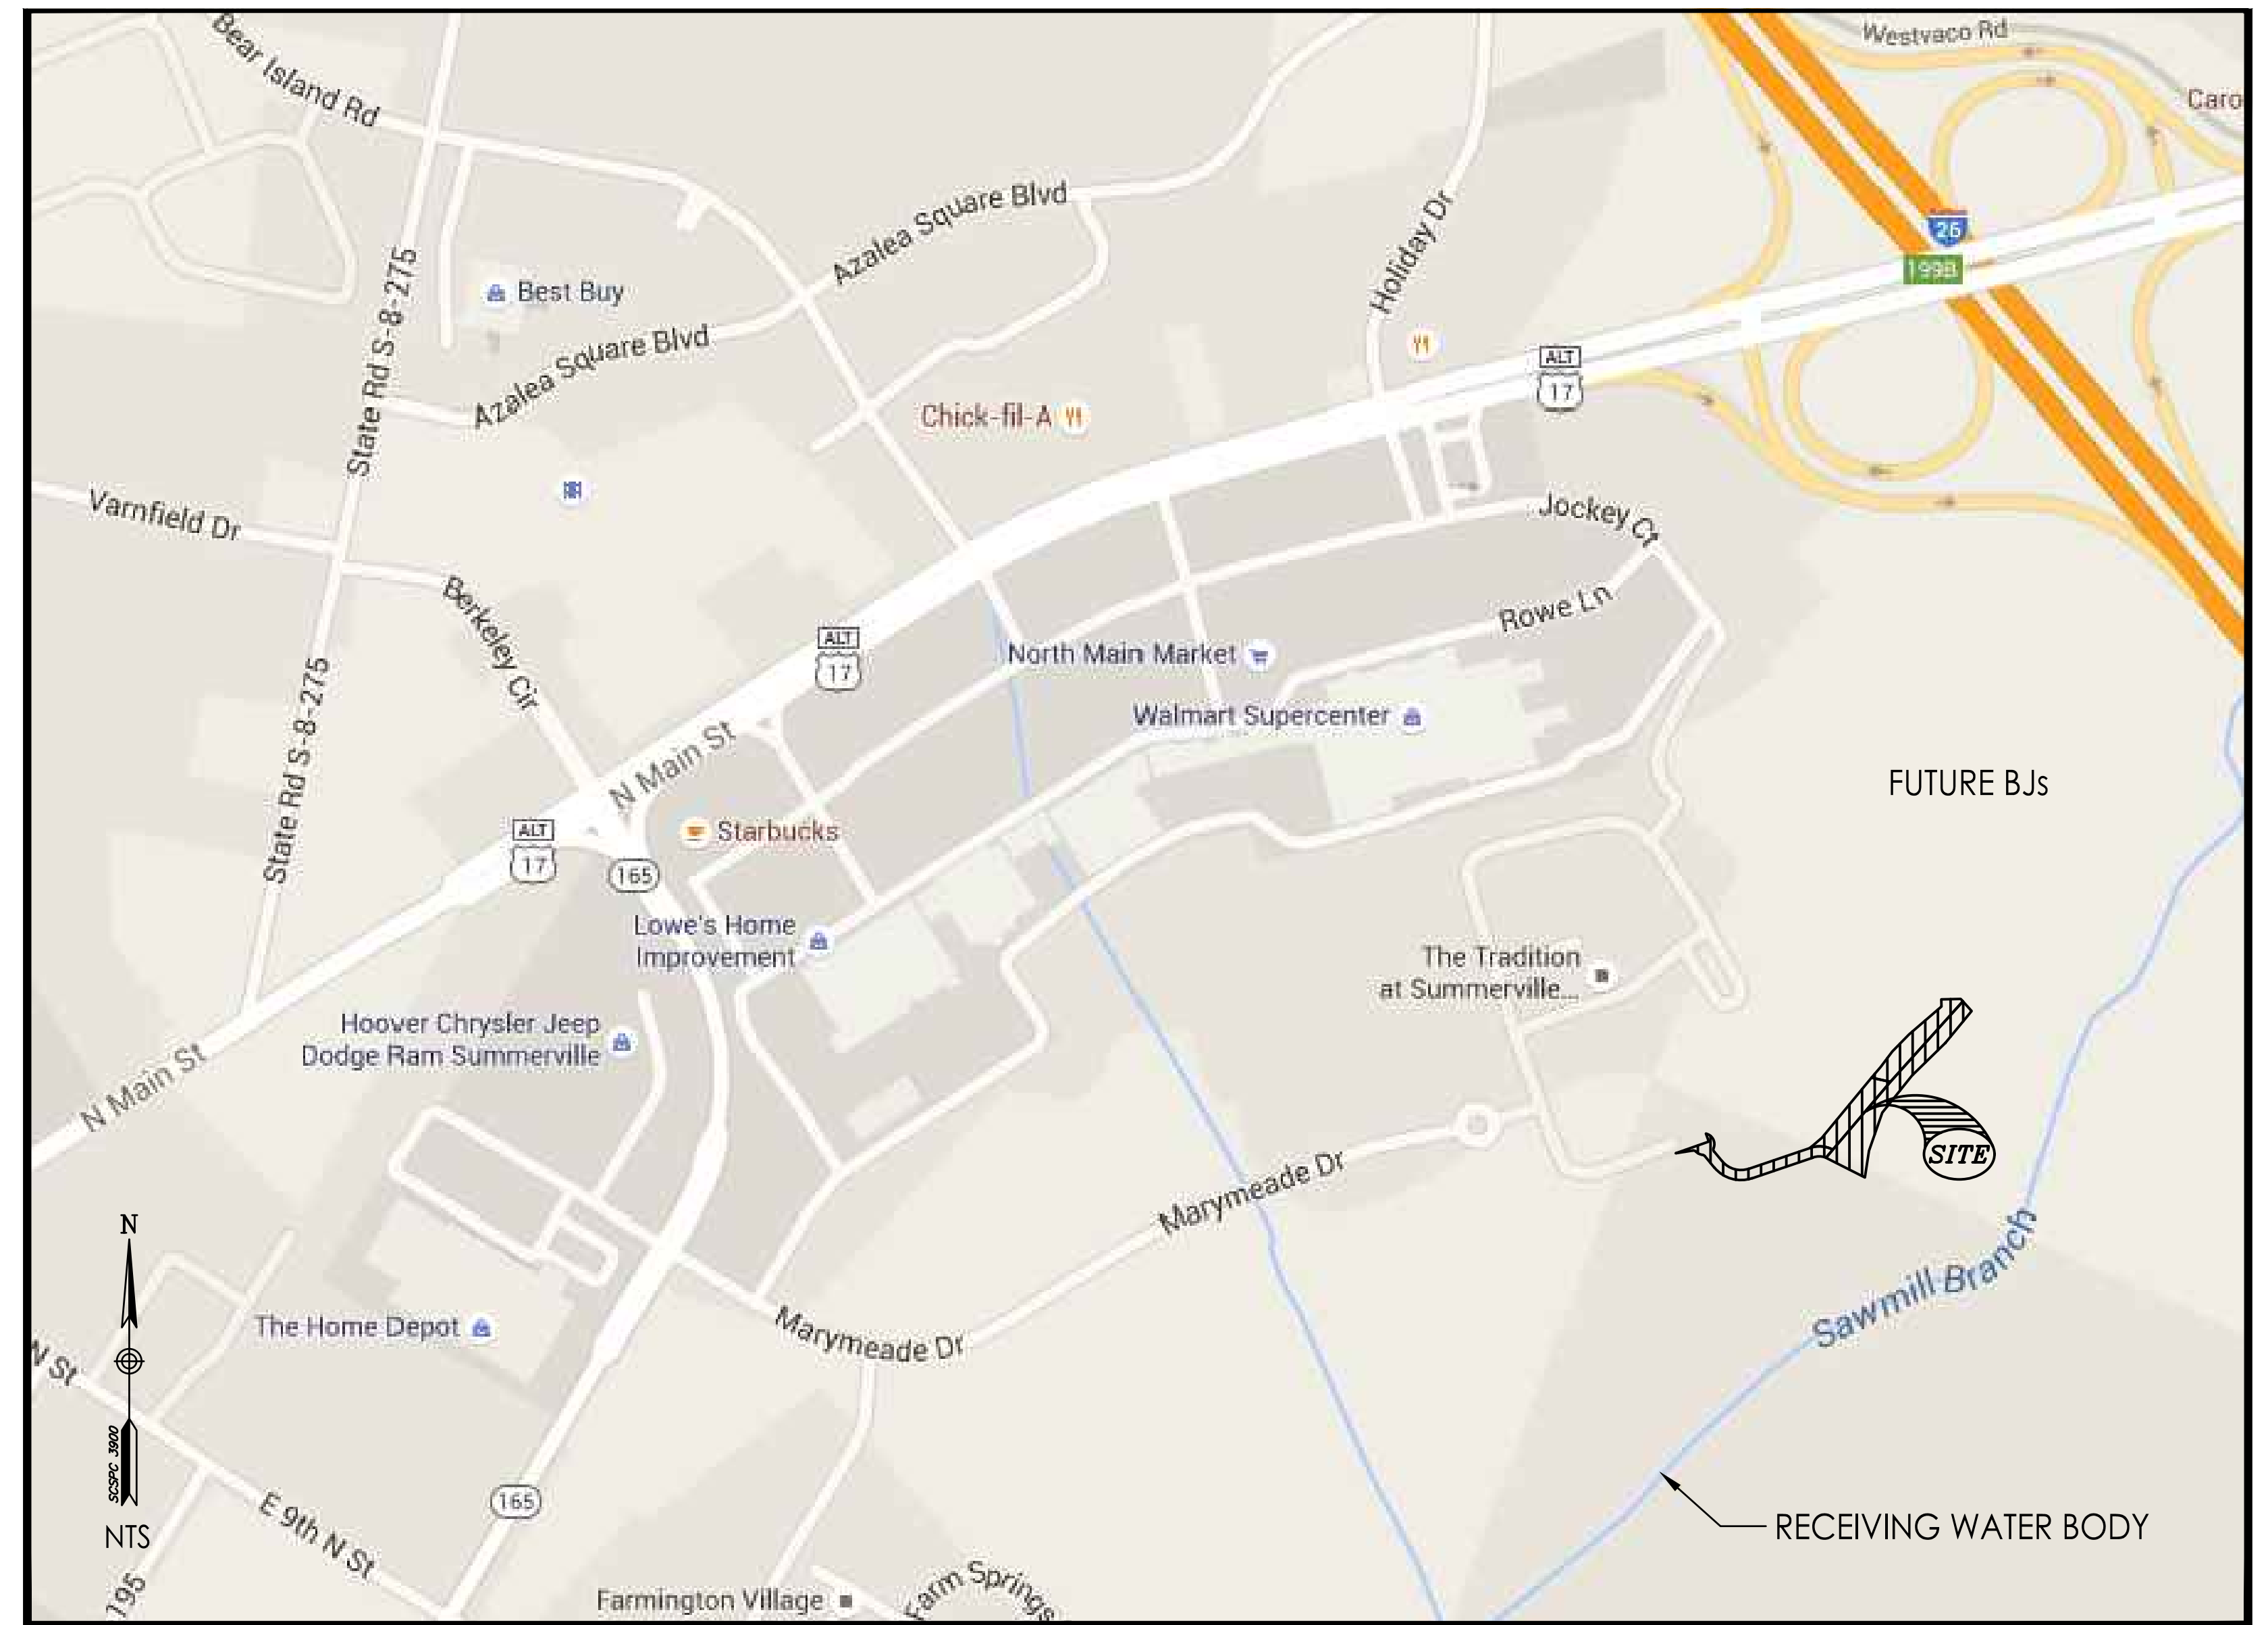 Westvaco Rd
Bear Island Rd
Caro
Azalea Square Blvd
26
199B
Holiday Dr
State Rd S-8-275
Best Buy
Azalea Square Blvd
ALT
17
Chick-fil-A
Varnfield Dr
Jockey Ct
Berkeley Cir
Rowe Ln
ALT
17
North Main Market
Walmart Supercenter
State Rd S-8-275
N Main St
FUTURE BJs
ALT
17
Starbucks
165
Lowe's Home
Improvement
The Tradition
at Summerville...
Hoover Chrysler Jeep
Dodge Ram Summerville
N Main St
SITE
Marymeade Dr
N
Sawmill Branch
The Home Depot
Marymeade Dr
N St
SCSPC 3900
165
NTS
E 9th N St
RECEIVING WATER BODY
195
Farmington Village
Farm Springs